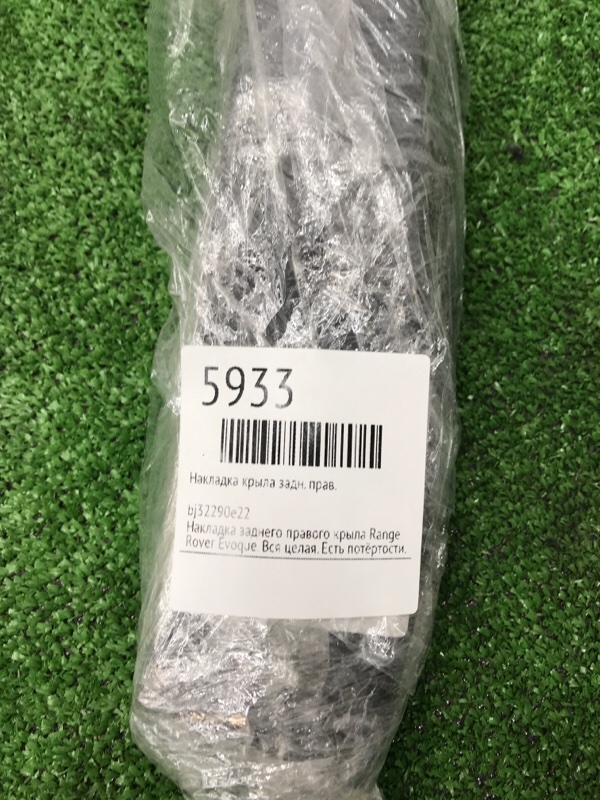 5933
Накладка крыла задн. прав.
bj32290e22
Накладка заднего правого крыла Range
Rover Evoque. Вся целая. Есть потёртости.